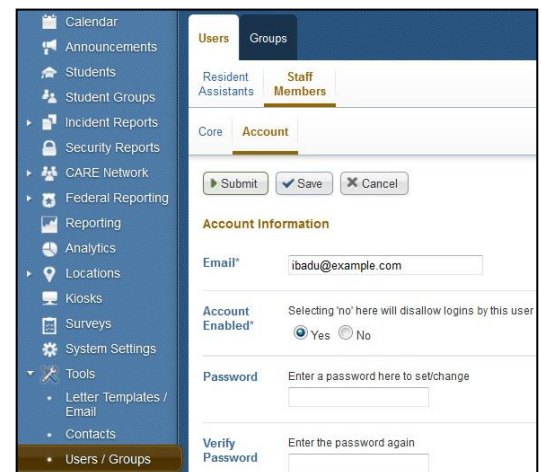 Calendar
Announcements
Students
Student Groups
Incident Reports
Security Reports
CARE Network
Federal Reporting
Reporting
Analytics
Locations
Kiosks
Surveys
System Settings
Tools
Letter Templates /
Email
Contacts
Users / Groups
Users Groups
Resident
Assistants
Staff
Members
Core Account
Submit Save Cancel
Account Information
Email*
ibadu@example.com
Account
Enabled*
Selecting 'no' here will disallow logins by this user
Yes No
Password
Enter a password here to set/change
Verify
Password
Enter the password again